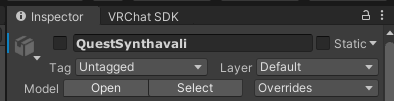 Inspector VRChat SDK
QuestSynthavali Static
Tag Untagged Layer Default
Model Open Select Overrides